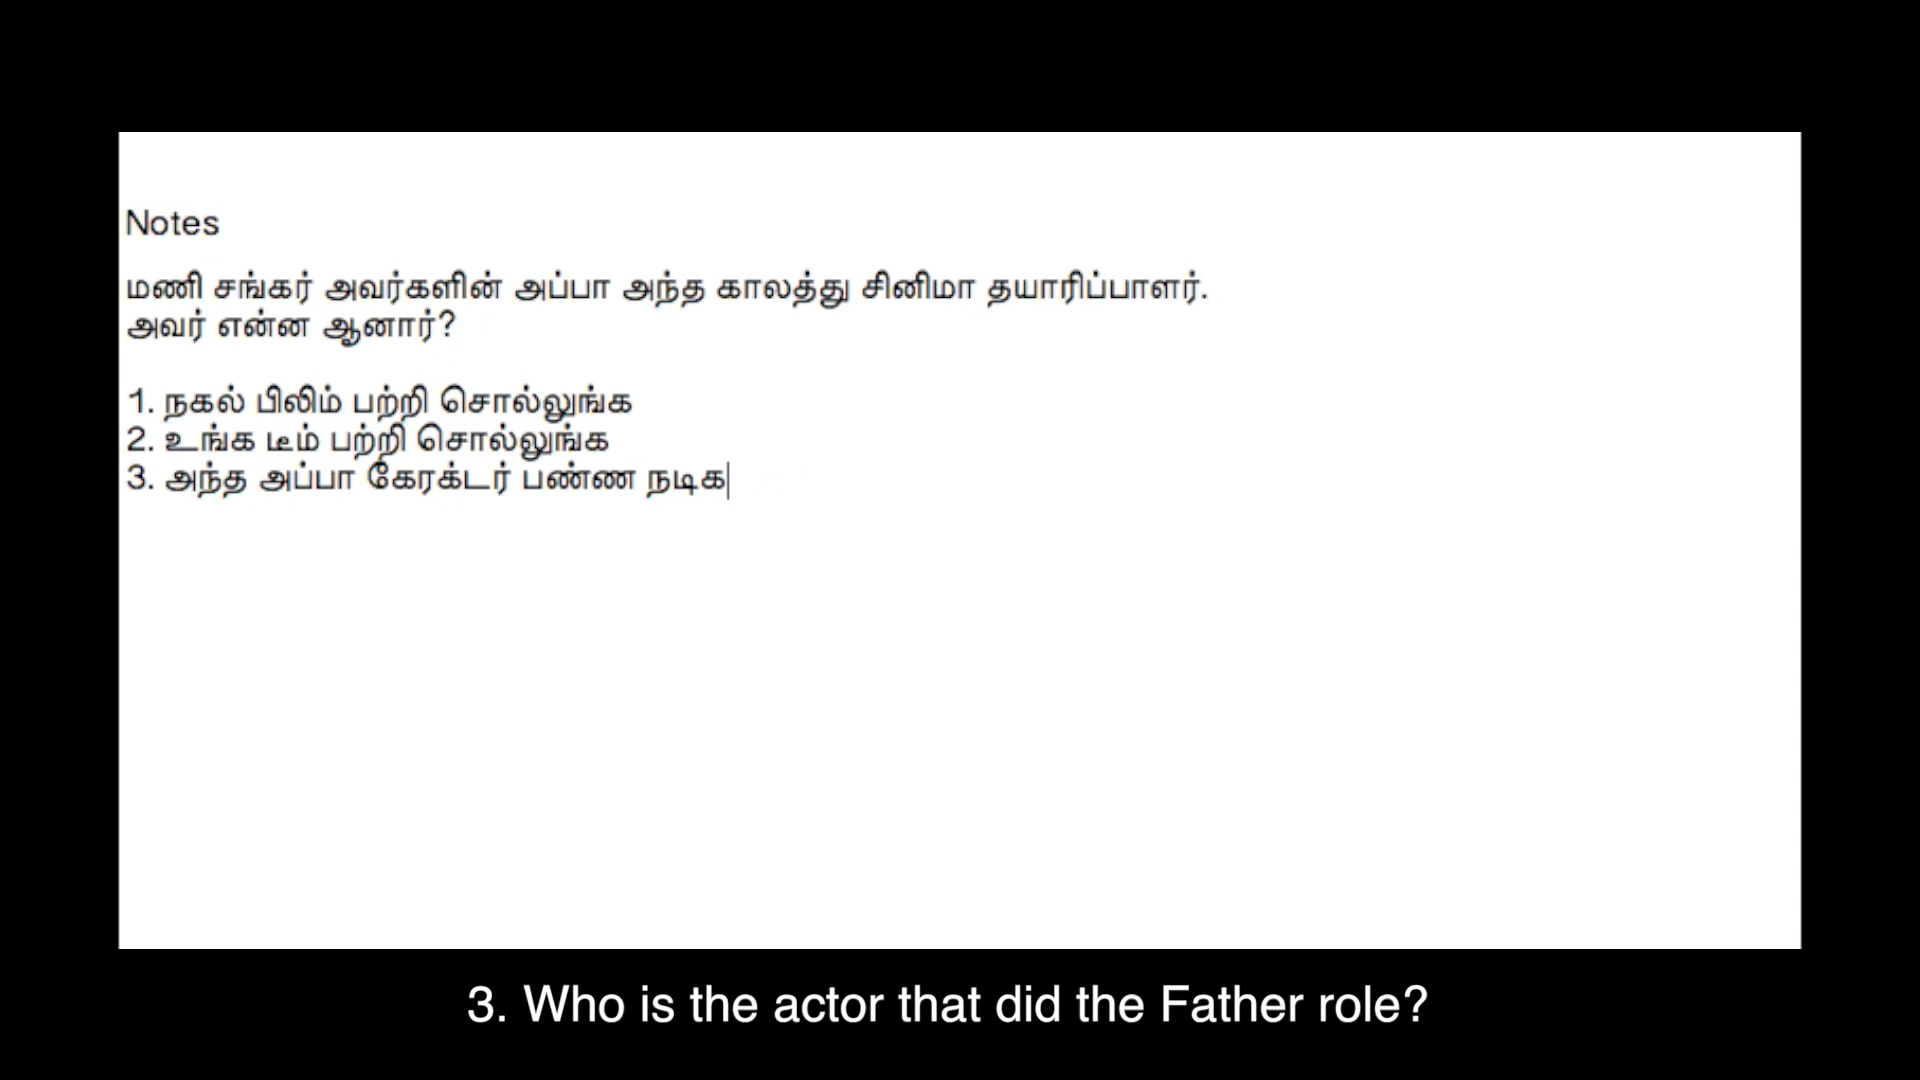 Notes
மணி சங்கர் அவர்களின் அப்பா அந்த காலத்து சினிமா தயாரிப்பாளர்.
அவர் என்ன ஆனார்?
1. நகல் பிலிம் பற்றி சொல்லுங்க
2. உங்க டீம் பற்றி சொல்லுங்க
3. அந்த அப்பா கேரக்டர் பண்ண நடிக
3. Who is the actor that did the Father role?